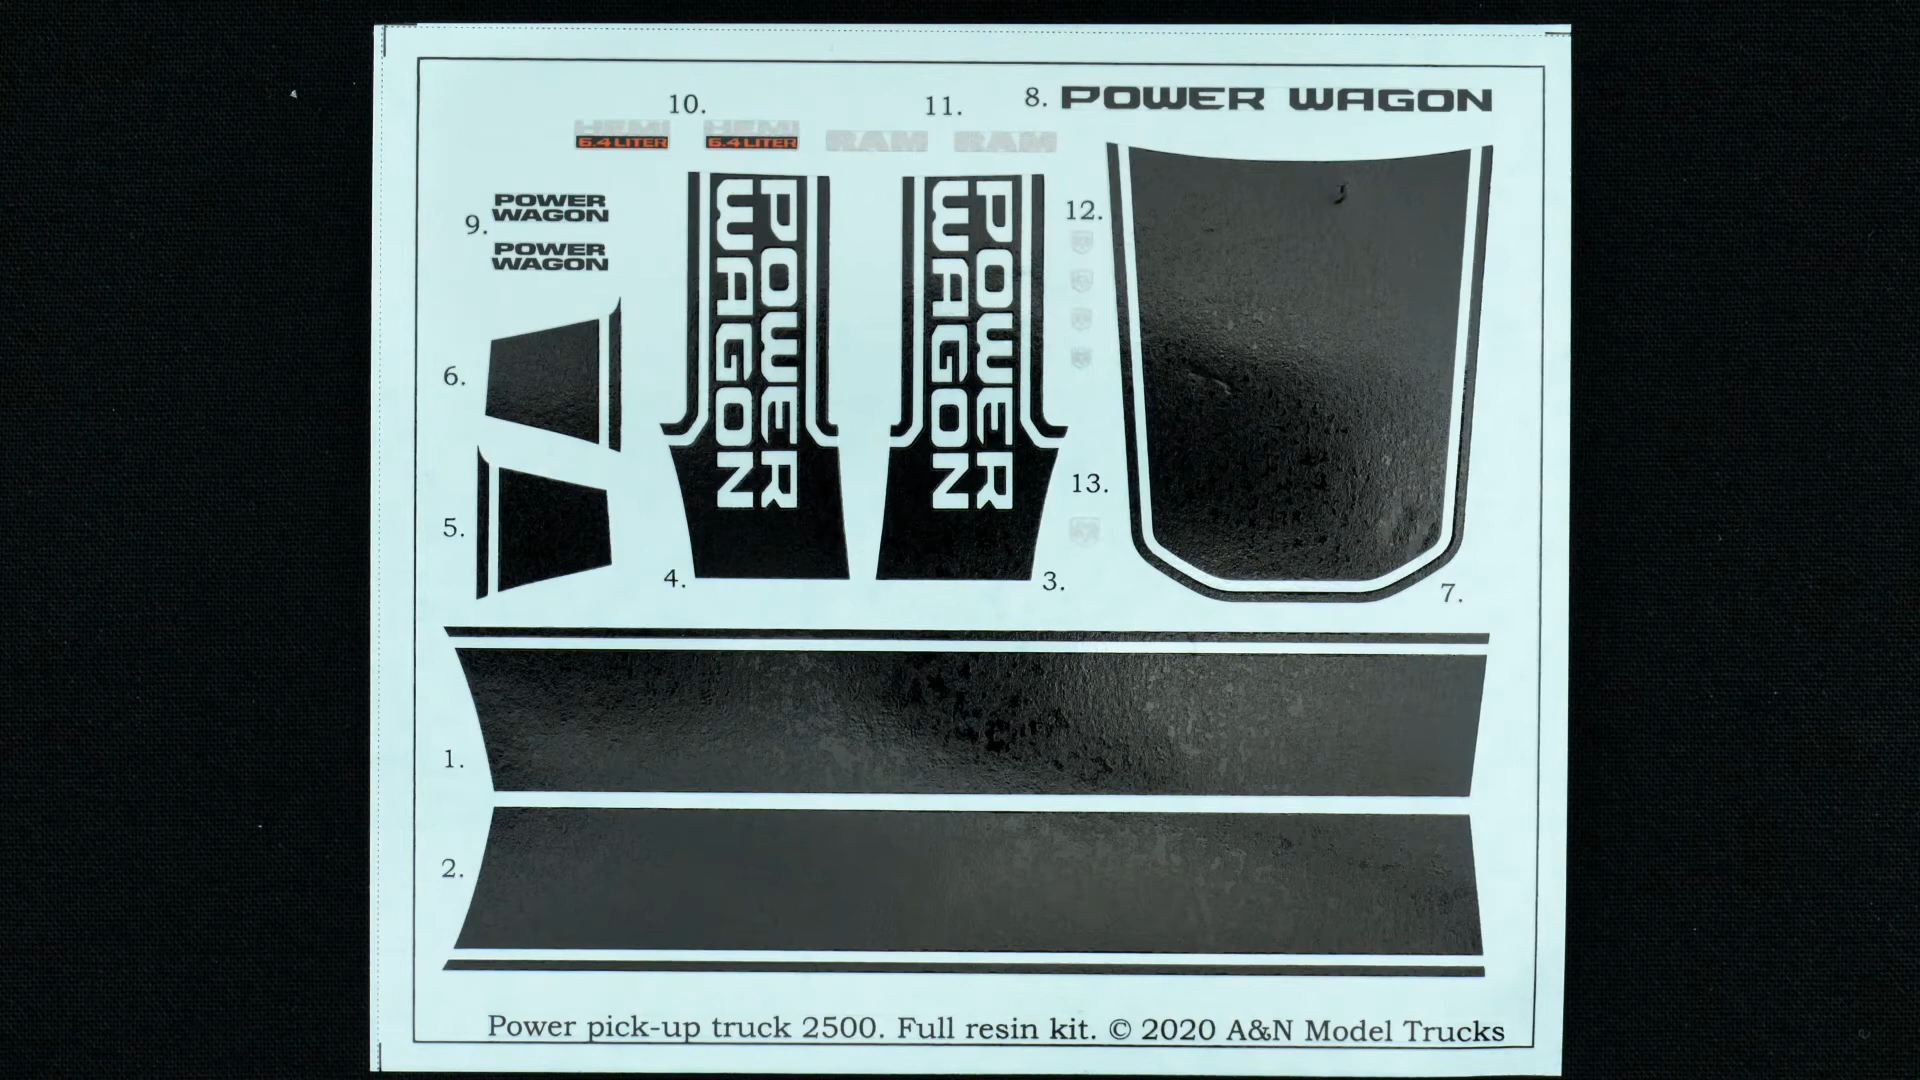 10.
11.
8. POWER WAGON
HEMI
6.4 LITER
HEMI
6.4 LITER
RAM
RAM
9.
POWER
WAGON
POWER
WAGON
POWER
WAGON
POWER
WAGON
12.
6.
5.
13.
4.
3.
7.
1.
2.
Power pick-up truck 2500. Full resin kit. © 2020 A&N Model Trucks